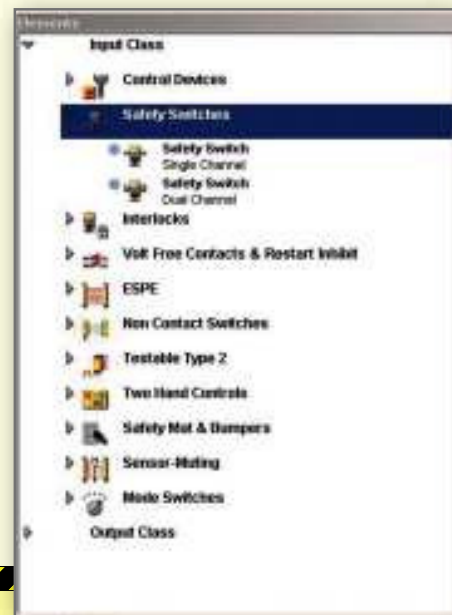 Elements
Input Class
Control Devices
Safety Switches
Safety Switch
Single Channel
Safety Switch
Dual Channel
Interlocks
Volt Free Contacts & Restart Inhibit
ESPE
Non Contact Switches
Testable Type 2
Two Hand Controls
Safety Mat & Bumpers
Sensor-Muting
Mode Switches
Output Class